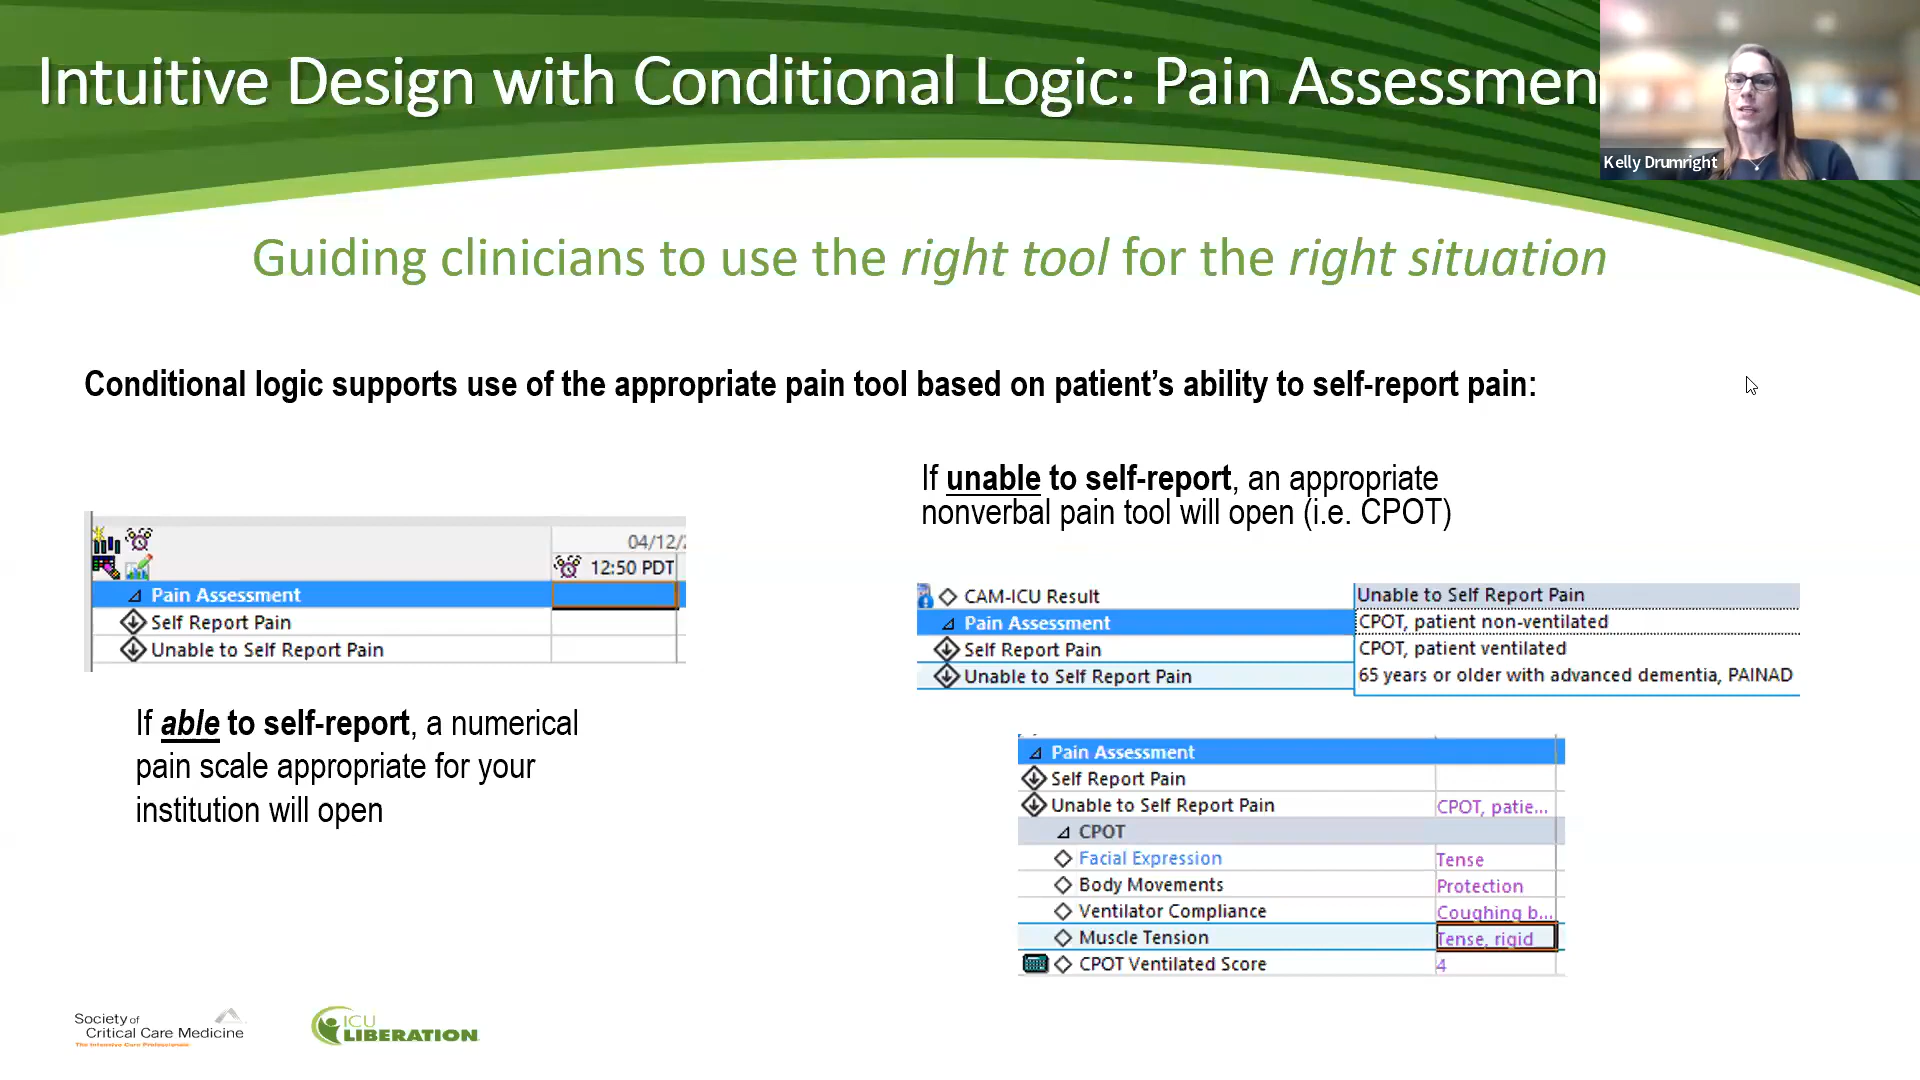 Intuitive Design with Conditional Logic: Pain Assessmen
Kelly Drumright
Guiding clinicians to use the right tool for the right situation
Conditional logic supports use of the appropriate pain tool based on patient’s ability to self-report pain:
04/12/
12:50 PDT
Pain Assessment
Self Report Pain
Unable to Self Report Pain
If able to self-report, a numerical
pain scale appropriate for your
institution will open
If unable to self-report, an appropriate
nonverbal pain tool will open (i.e. CPOT)
CAM-ICU Result
Pain Assessment
Self Report Pain
Unable to Self Report Pain
Unable to Self Report Pain
CPOT, patient non-ventilated
CPOT, patient ventilated
65 years or older with advanced dementia, PAINAD
Pain Assessment
Self Report Pain
Unable to Self Report Pain CPOT, patie...
CPOT
Facial Expression Tense
Body Movements Protection
Ventilator Compliance Coughing b...
Muscle Tension Tense, rigid
CPOT Ventilated Score 4
Society of
Critical Care Medicine
The Intensive Care Professionals
ICU
LIBERATION